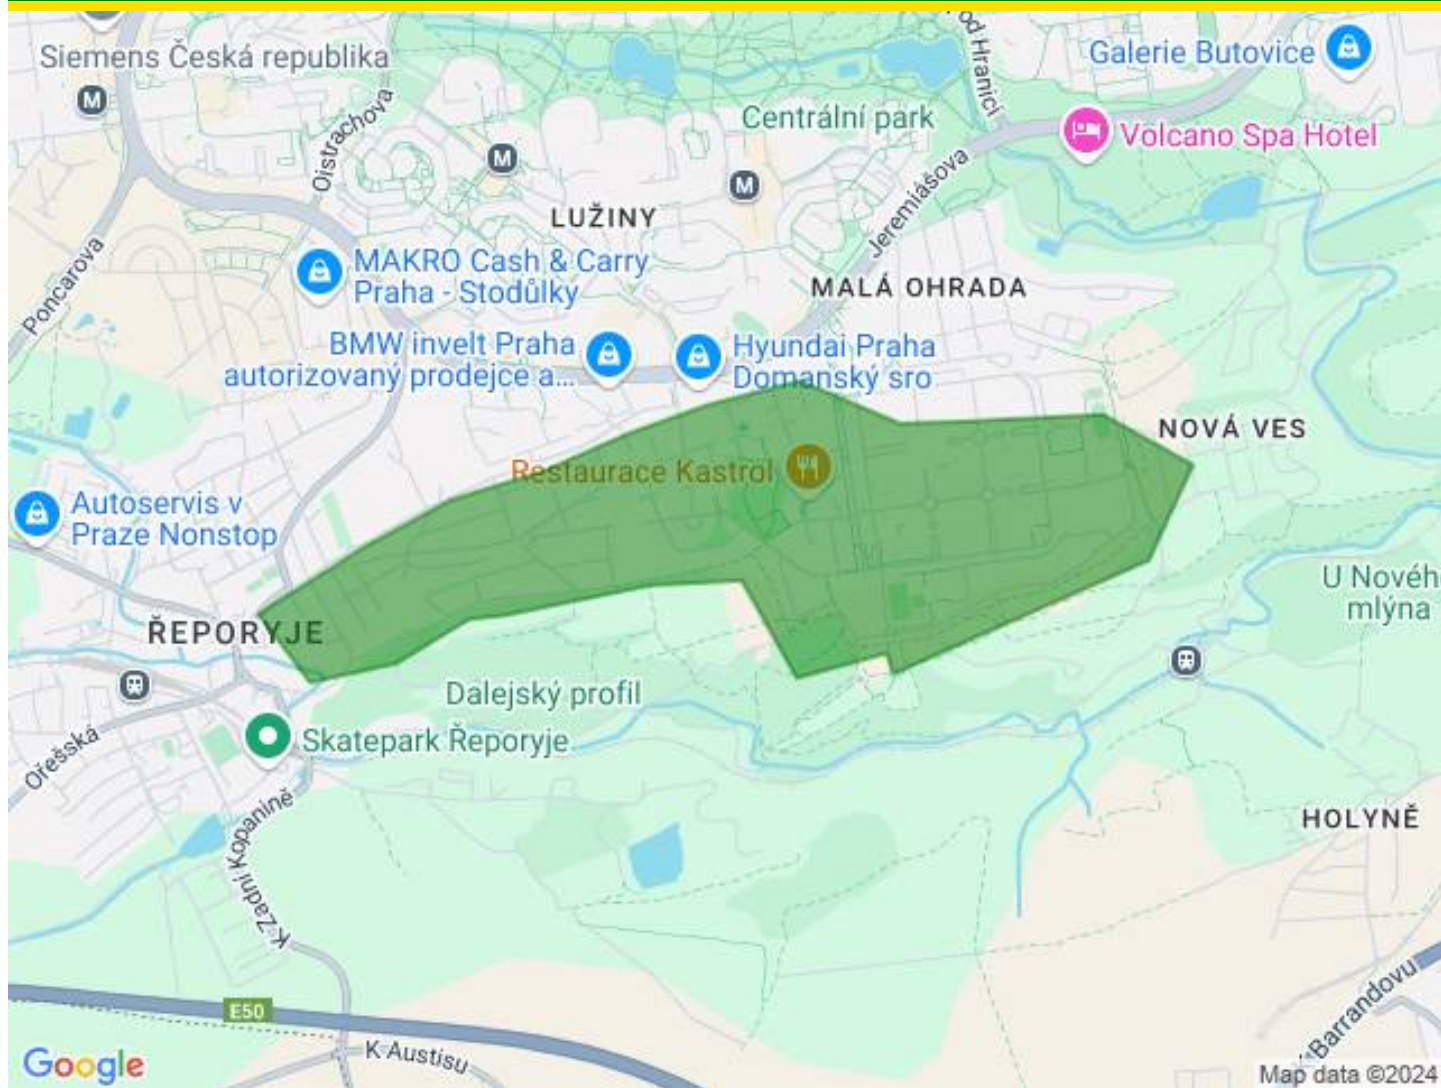 Siemens Česká republika
M
Oistrachova
M
Pod Hranicí
Galerie Butovice
Centrální park
Volcano Spa Hotel
M
Jeremiášova
LUŽINY
Poncarova
MAKRO Cash & Carry
Praha - Stodůlky
MALÁ OHRADA
BMW invelt Praha
autorizovaný prodejce a...
Hyundai Praha
Domanský sro
NOVÁ VES
Restaurace Kastrol
Autoservis v
Praze Nonstop
U Novéh
mlýna
ŘEPORYJE
Dalejský profil
Skatepark Řeporyje
Ořešská
K Zadní Kopanině
HOLYNĚ
E50
K Austisu
K Barrandovu
Google
Map data ©2024